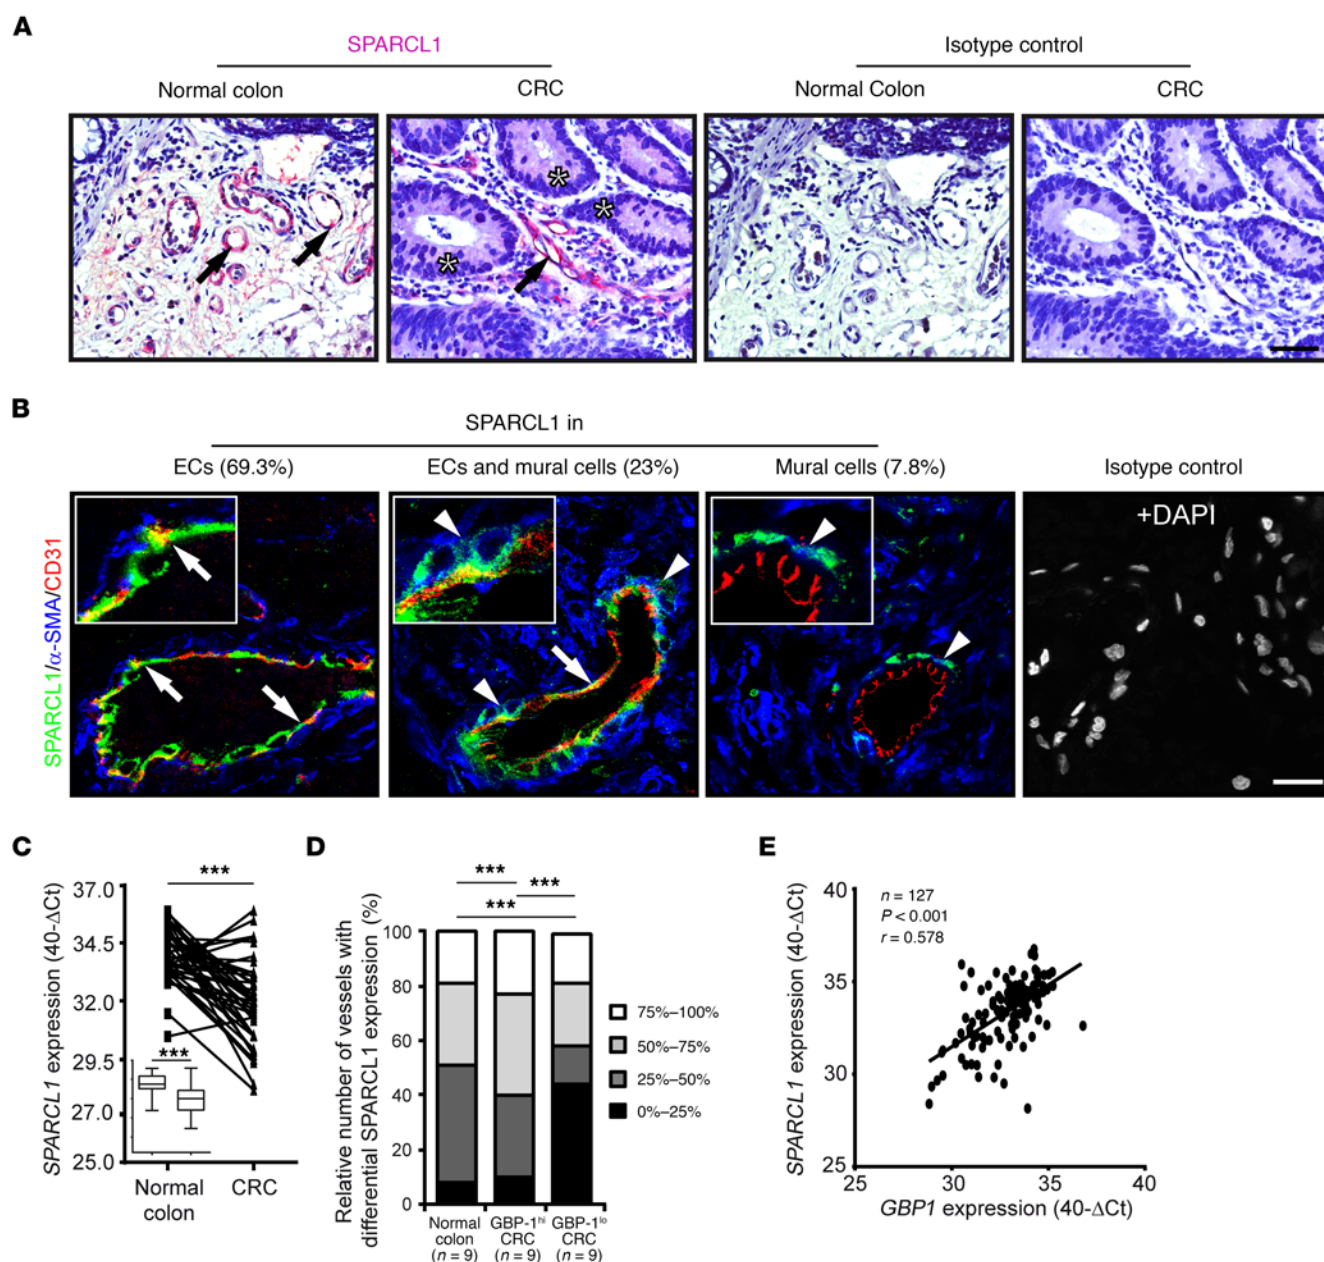 A
SPARCL1
Isotype control
Normal colon
CRC
Normal Colon
CRC
*
*
*
B
SPARCL1 in
ECs (69.3%)
ECs and mural cells (23%)
Mural cells (7.8%)
Isotype control
SPARCL1/α-SMA/CD31
+DAPI
C
SPARCL1 expression (40-ΔCt)
37.0
34.5
32.0
29.5
27.0
25.0
***
***
Normal
colon
CRC
D
Relative number of vessels with
differential SPARCL1 expression (%)
100
80
60
40
20
0
***
***
***
75%–100%
50%–75%
25%–50%
0%–25%
Normal
colon
(n = 9)
GBP-1hi
CRC
(n = 9)
GBP-1lo
CRC
(n = 9)
E
SPARCL1 expression (40-ΔCt)
40
35
30
25
n = 127
P < 0.001
r = 0.578
25
30
35
40
GBP1 expression (40-ΔCt)